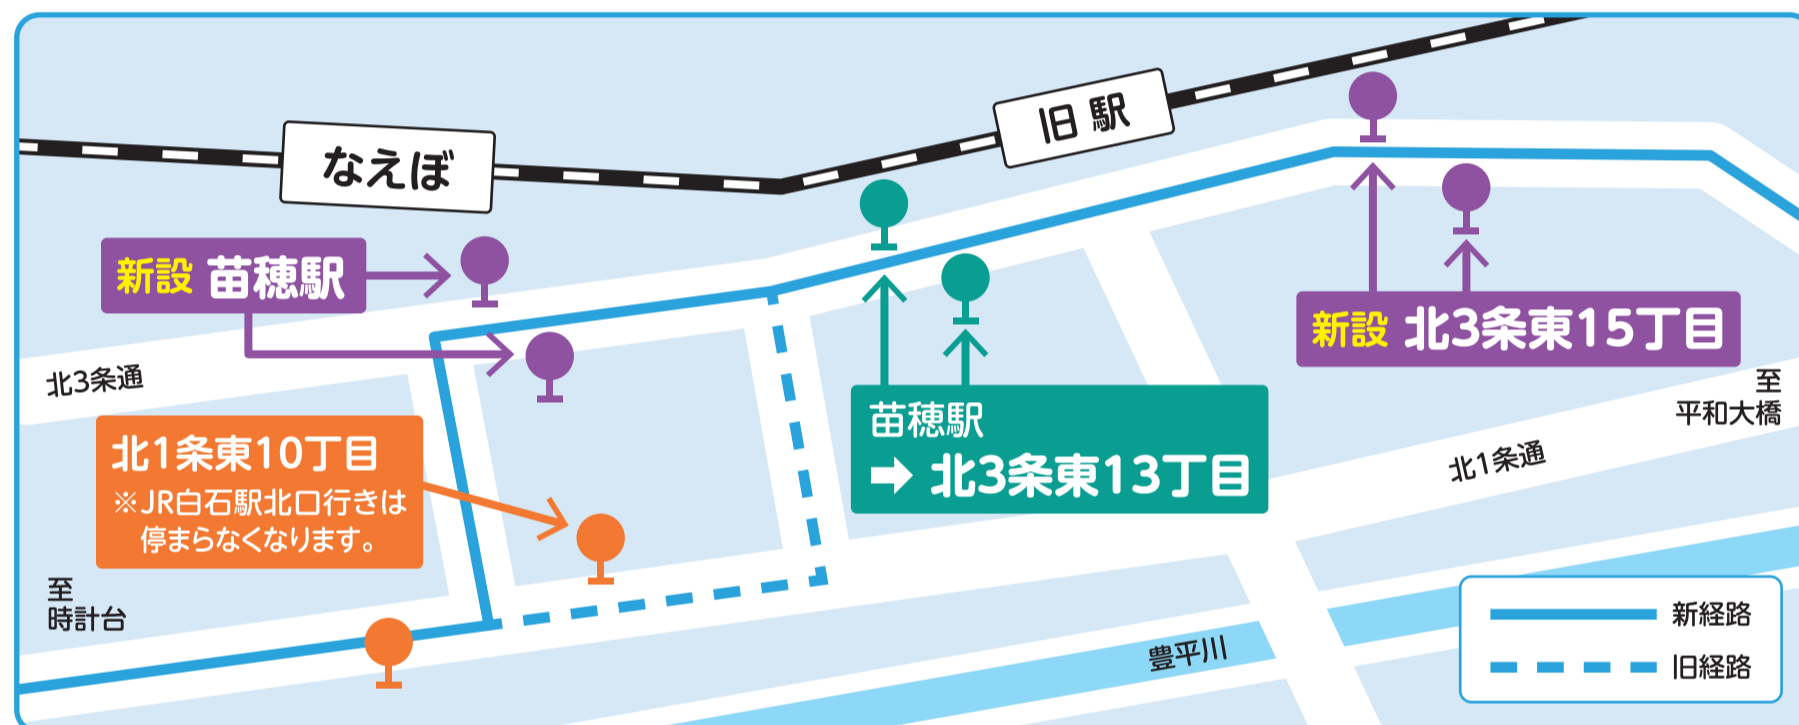 なえぼ
旧駅
新設 苗穂駅
北3条通
北1条東10丁目
※JR白石駅北口行きは
停まらなくなります。
至
時計台
苗穂駅
➡ 北3条東13丁目
新設 北3条東15丁目
至
平和大橋
北1条通
豊平川
新経路
旧経路